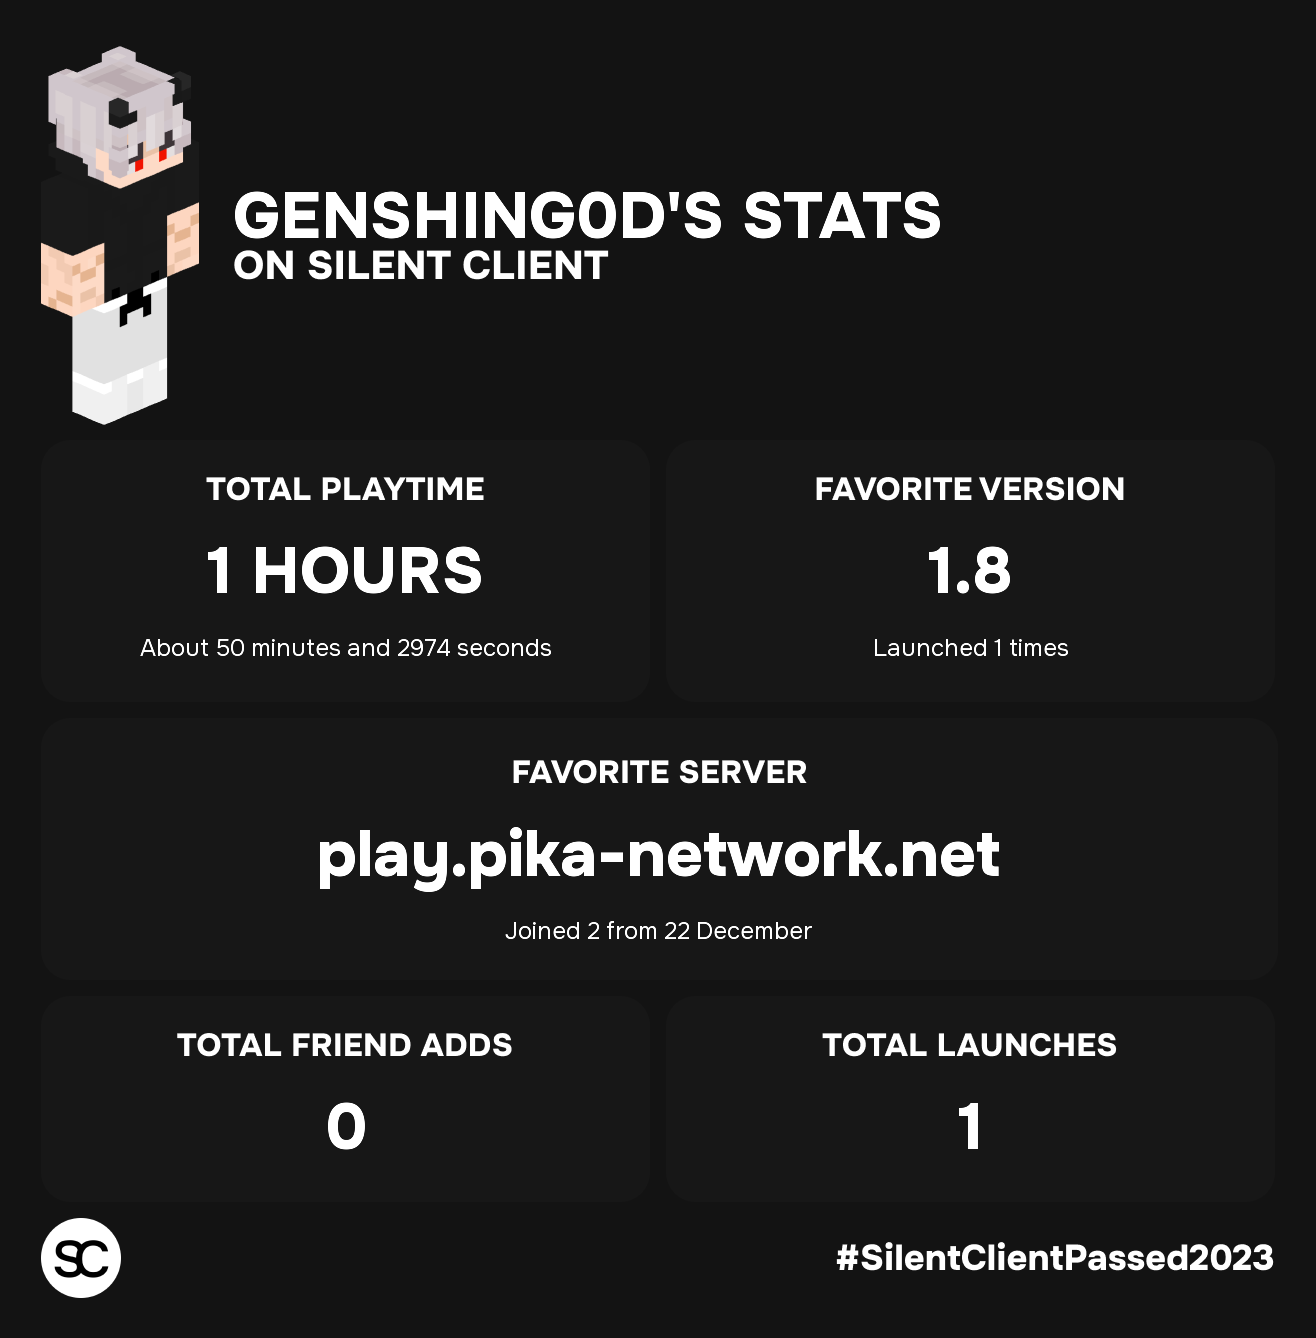 GENSHING0D'S STATS
ON SILENT CLIENT
TOTAL PLAYTIME
1 HOURS
About 50 minutes and 2974 seconds
FAVORITE VERSION
1.8
Launched 1 times
FAVORITE SERVER
play.pika-network.net
Joined 2 from 22 December
TOTAL FRIEND ADDS
0
TOTAL LAUNCHES
1
SC
#SilentClientPassed2023